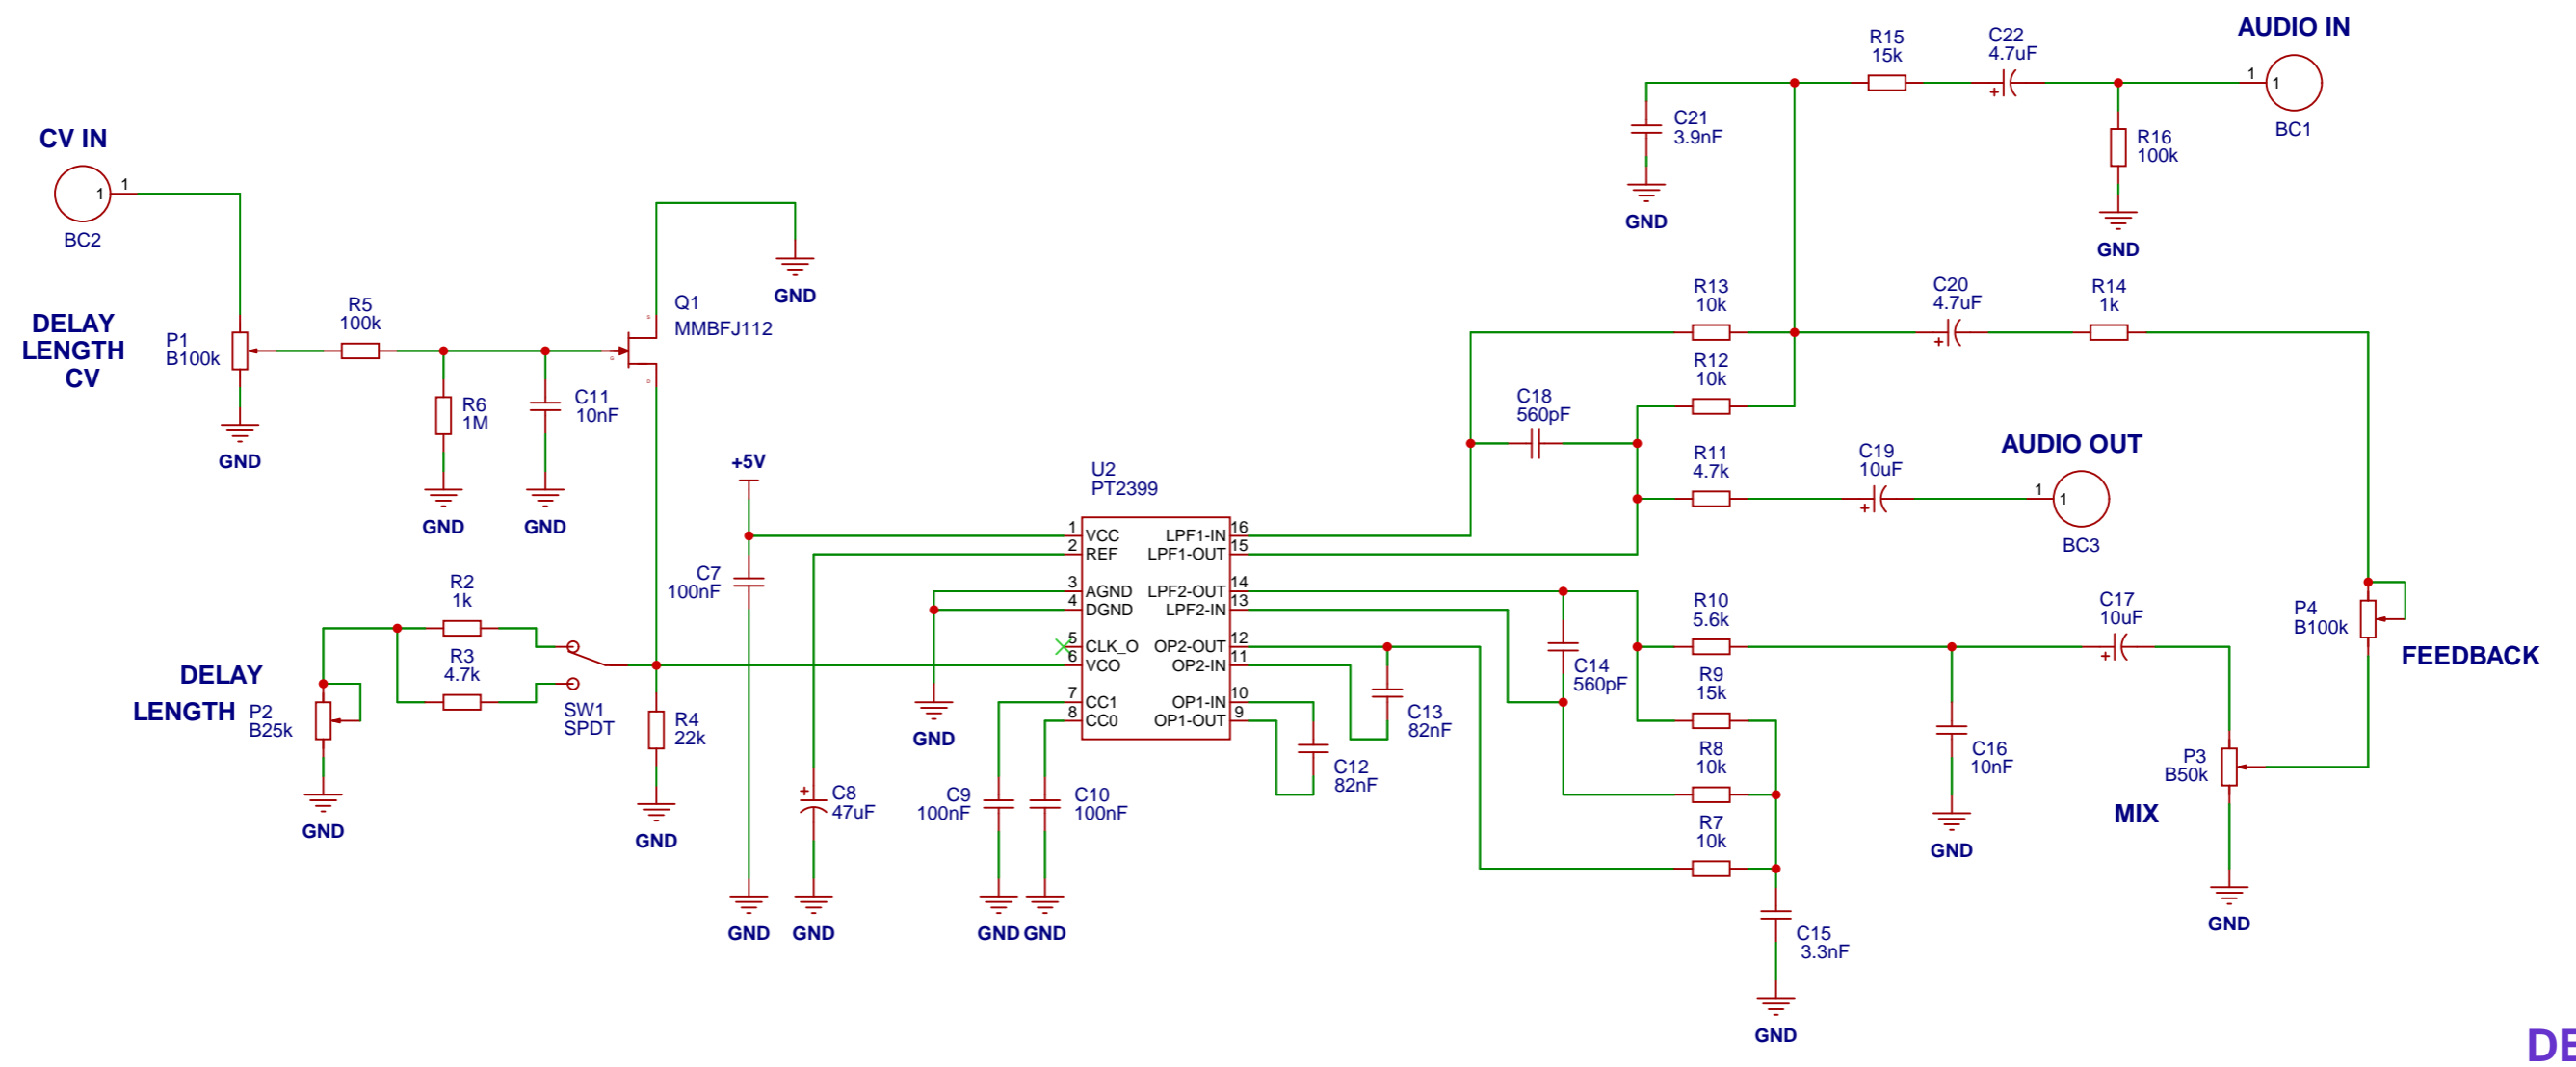 AUDIO IN
R15
15k
C22
4.7uF
1
1
BC1
C21
3.9nF
GND
R16
100k
GND
CV IN
1
1
BC2
DELAY
LENGTH
CV
P1
B100k
GND
R5
100k
R6
1M
GND
C11
10nF
GND
Q1
MMBFJ112
GND
R13
10k
C20
4.7uF
R14
1k
R12
10k
C18
560pF
R11
4.7k
C19
10uF
AUDIO OUT
1
1
BC3
+5V
C7
100nF
GND
U2
PT2399
1
VCC
2
REF
3
AGND
4
DGND
5
CLK_O
6
VCO
7
CC1
8
CC0
LPF1-IN
16
LPF1-OUT
15
LPF2-OUT
14
LPF2-IN
13
OP2-OUT
12
OP2-IN
11
OP1-IN
10
OP1-OUT
9
R2
1k
R3
4.7k
DELAY
LENGTH
P2
B25k
GND
SW1
SPDT
R4
22k
GND
C8
47uF
GND
GND
C9
100nF
GND
C10
100nF
GND
C12
82nF
C13
82nF
C14
560pF
R10
5.6k
R9
15k
R8
10k
R7
10k
C15
3.3nF
GND
C16
10nF
GND
C17
10uF
P3
B50k
MIX
GND
P4
B100k
FEEDBACK
DE